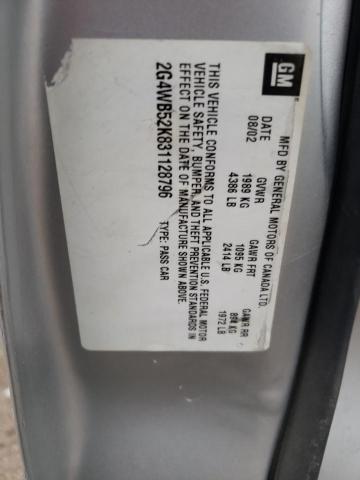 GM
MFD BY GENERAL MOTORS OF CANADA LTD.
DATE GVWR GAWR FRT GAWR RR
08/02 1989 KG 1095 KG 894 KG
4386 LB 2414 LB 1972 LB
THIS VEHICLE CONFORMS TO ALL APPLICABLE U.S. FEDERAL MOTOR
VEHICLE SAFETY, BUMPER, AND THEFT PREVENTION STANDARDS IN
EFFECT ON THE DATE OF MANUFACTURE SHOWN ABOVE.
2G4WB52K831128796 TYPE: PASS CAR